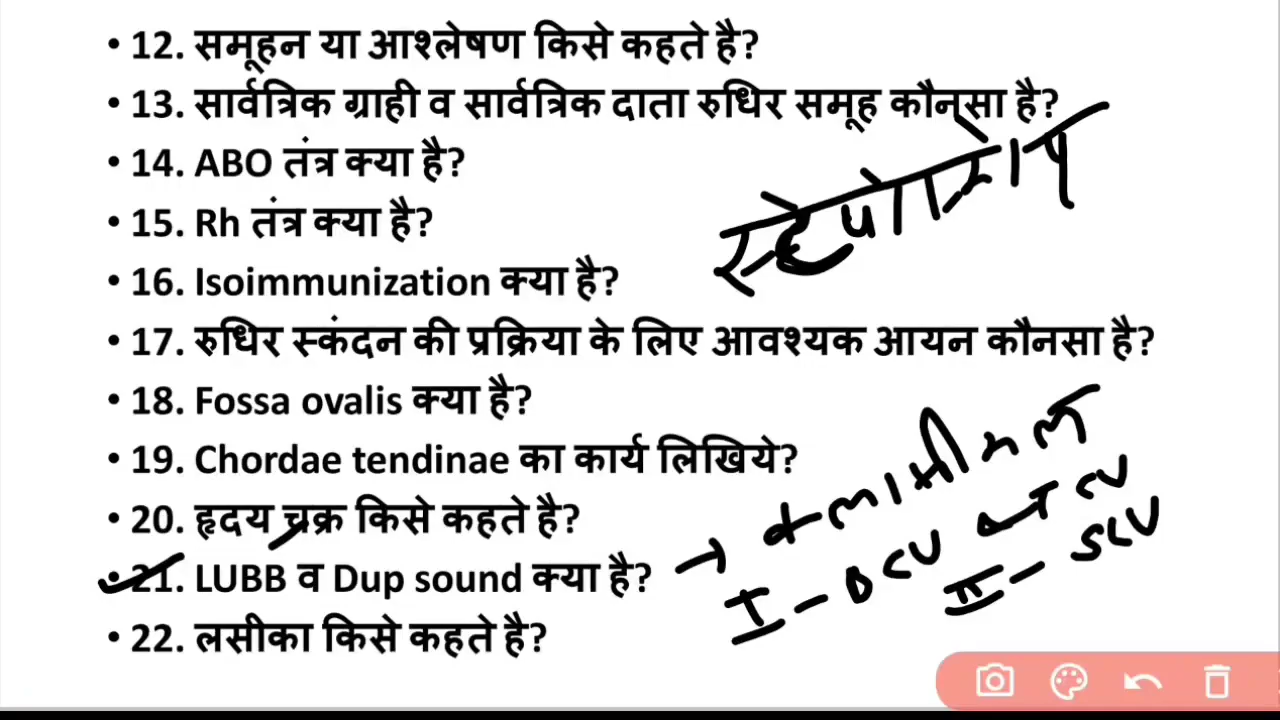 • 12. समूहन या आश्लेषण किसे कहते है?
• 13. सार्वत्रिक ग्राही व सार्वत्रिक दाता रुधिर समूह कौनसा है?
• 14. ABO तंत्र क्या है?
• 15. Rh तंत्र क्या है?
• 16. Isoimmunization क्या है?
• 17. रुधिर स्कंदन की प्रक्रिया के लिए आवश्यक आयन कौनसा है?
• 18. Fossa ovalis क्या है?
• 19. Chordae tendinae का कार्य लिखिये?
• 20. हृदय चक्र किसे कहते है?
• 21. LUBB व Dup sound क्या है?
• 22. लसीका किसे कहते है?
I -
II - SLV